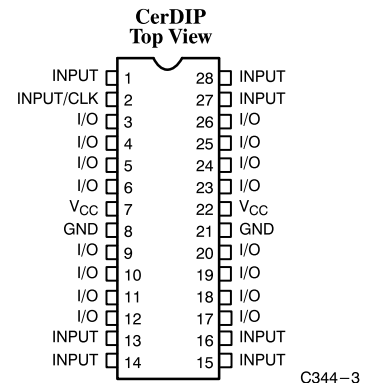 CerDIP
Top View
INPUT 1 28 INPUT
INPUT/CLK 2 27 INPUT
I/O 3 26 I/O
I/O 4 25 I/O
I/O 5 24 I/O
I/O 6 23 I/O
VCC 7 22 VCC
GND 8 21 GND
I/O 9 20 I/O
I/O 10 19 I/O
I/O 11 18 I/O
I/O 12 17 I/O
INPUT 13 16 INPUT
INPUT 14 15 INPUT
C344–3